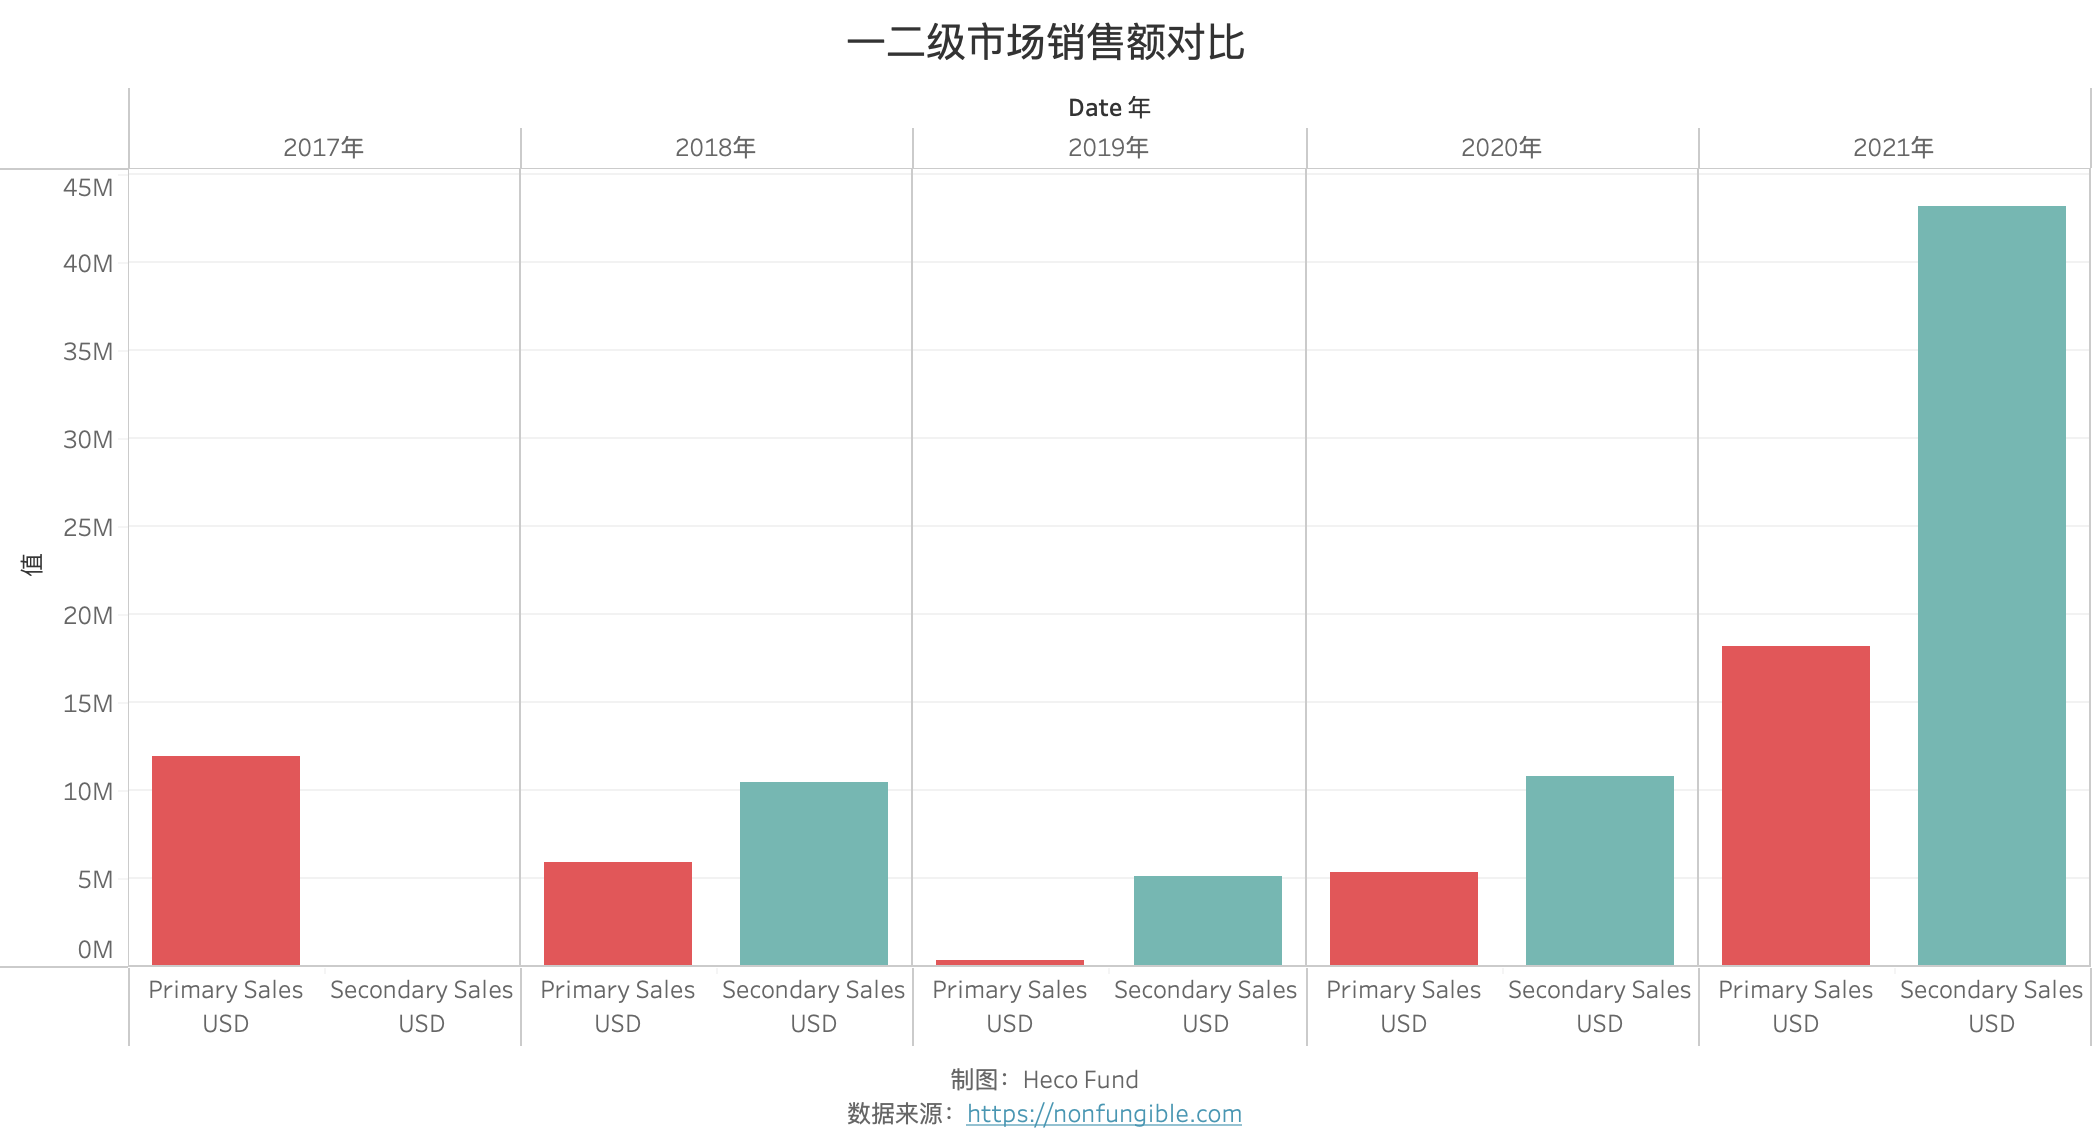 一二级市场销售额对比
Date 年
2017年 2018年 2019年 2020年 2021年
45M
40M
35M
30M
25M
值
20M
15M
10M
5M
0M
Primary Sales USD
Secondary Sales USD
Primary Sales USD
Secondary Sales USD
Primary Sales USD
Secondary Sales USD
Primary Sales USD
Secondary Sales USD
Primary Sales USD
Secondary Sales USD
制图：Heco Fund
数据来源：https://nonfungible.com